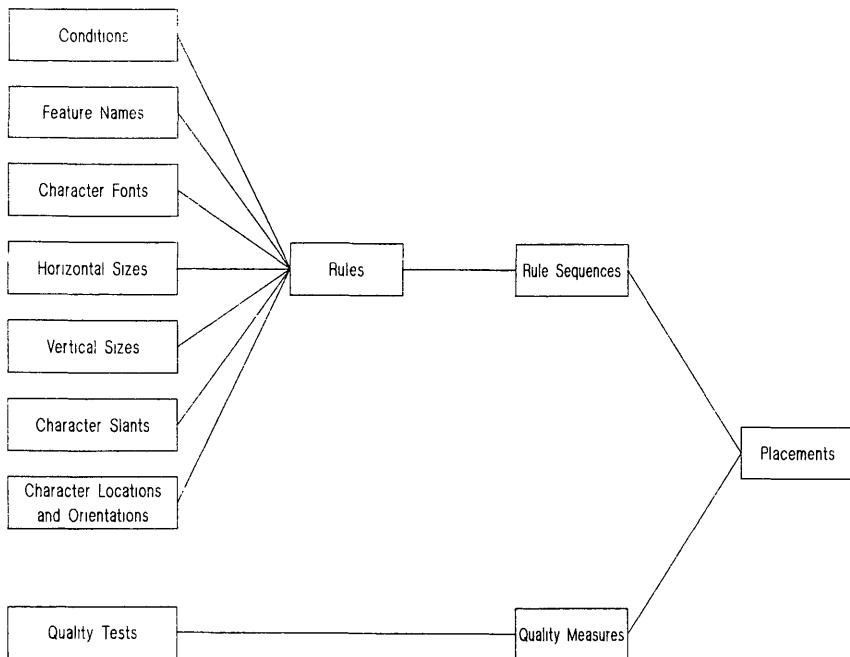 Conditions
Feature Names
Character Fonts
Horizontal Sizes
Rules
Rule Sequences
Vertical Sizes
Character Slants
Placements
Character Locations
and Orientations
Quality Tests
Quality Measures